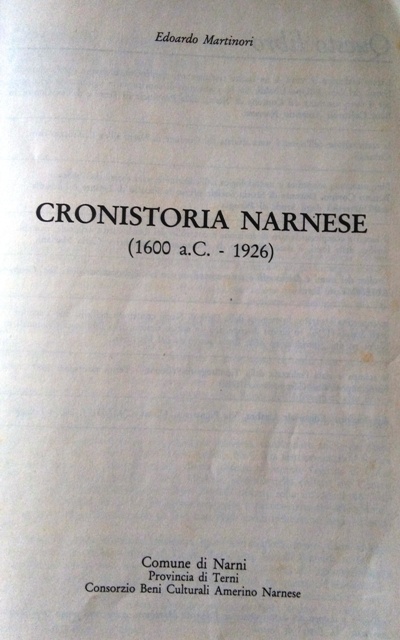 Edoardo Martinori
CRONISTORIA NARNESE
(1600 a.C. - 1926)
Comune di Narni
Provincia di Terni
Consorzio Beni Culturali Amerino Narnese